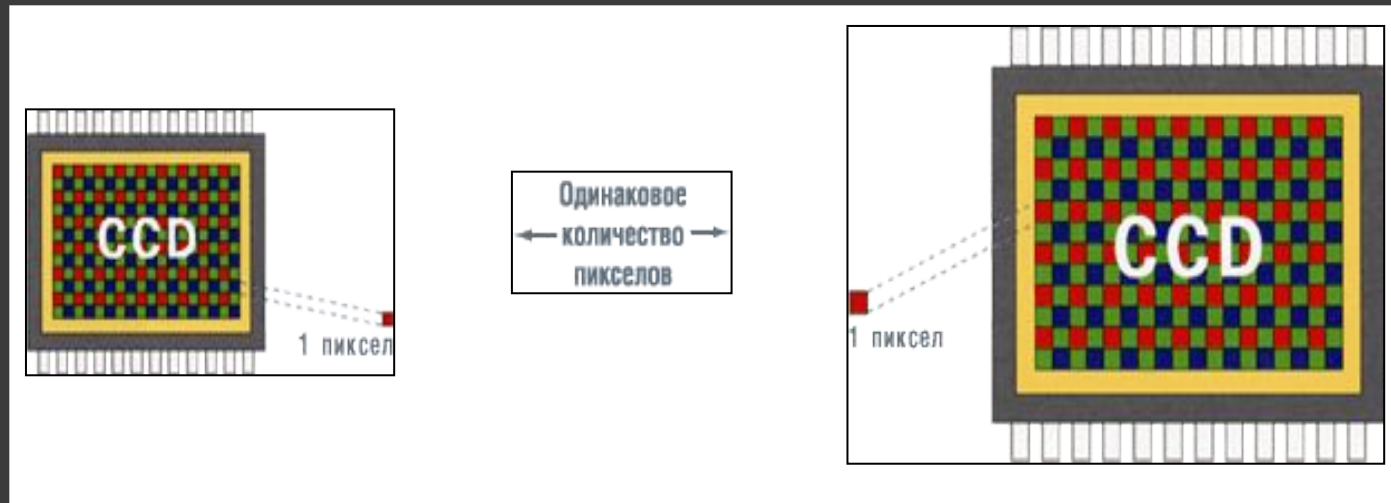 CCD
1 пиксел
Одинаковое
количество
пикселов
CCD
1 пиксел